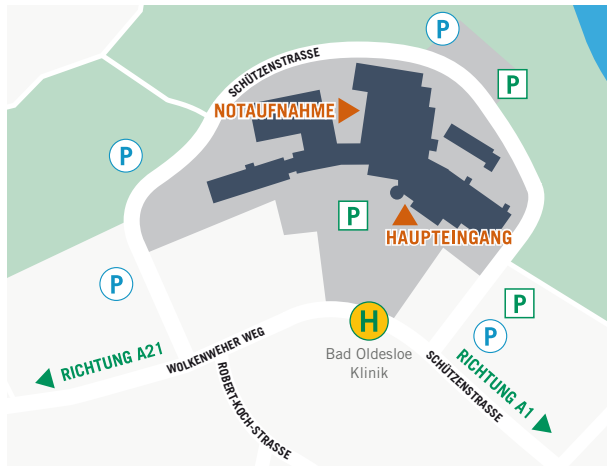 P
SCHÜTZENSTRASSE
P
NOTAUFNAHME
P
P
HAUPTEINGANG
P
P
H
P
Bad Oldesloe
Klinik
WOLKENWEHER WEG
RICHTUNG A21
ROBERT-KOCH-STRASSE
SCHÜTZENSTRASSE
RICHTUNG A1